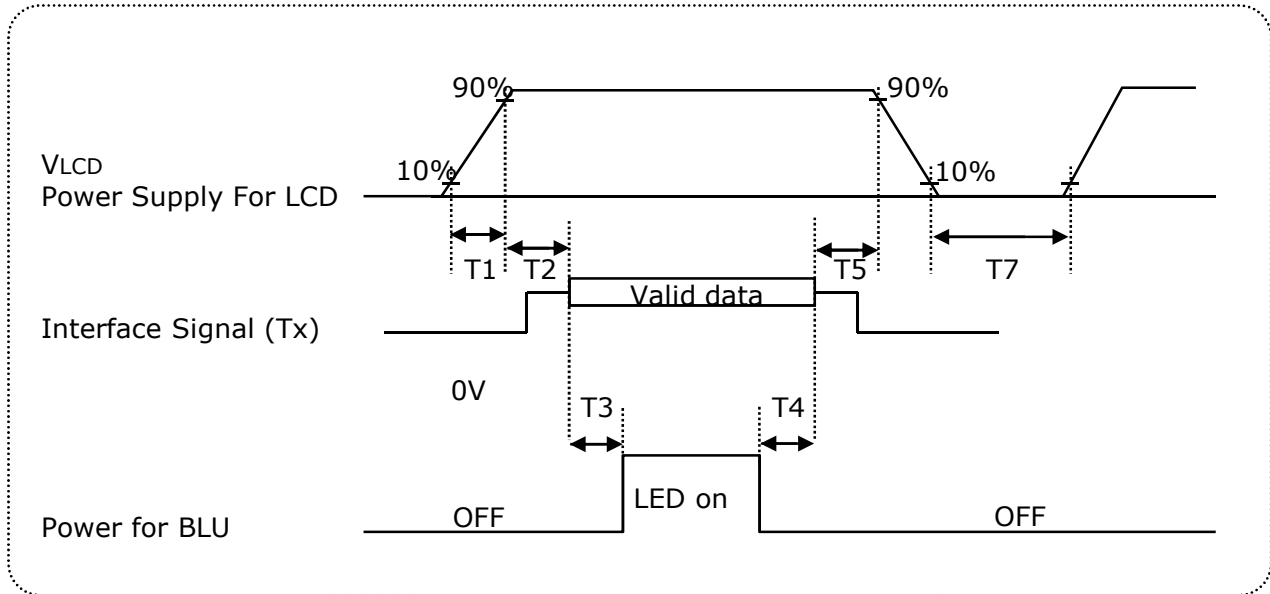 90%
90%
VLCD
10%
10%
Power Supply For LCD
T1
T2
T5
T7
Valid data
Interface Signal (Tx)
0V
T3
T4
LED on
OFF
OFF
Power for BLU